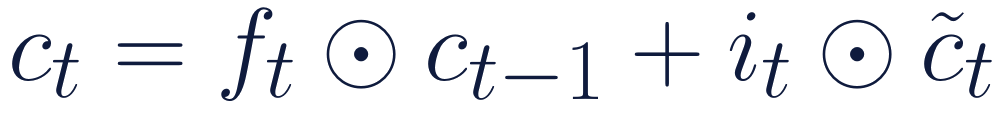 c_t = f_t ⊙ c_{t−1} + i_t ⊙ c̃_t